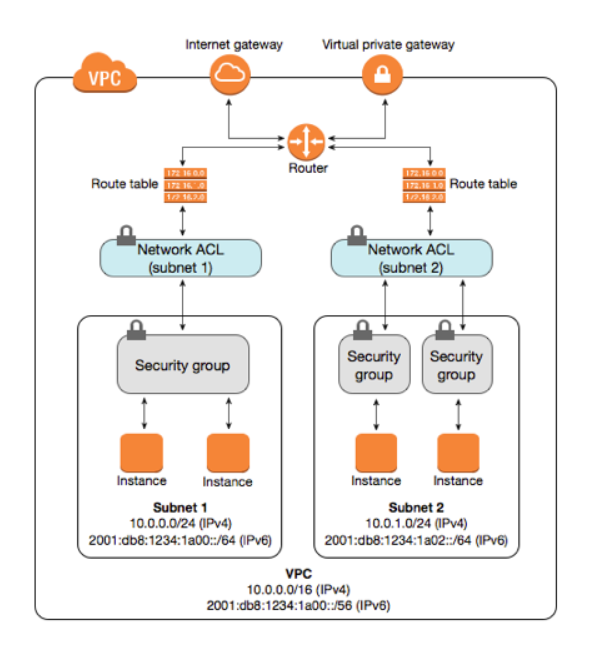 Internet gateway
Virtual private gateway
VPC
Router
Route table
172.16.0.0
172.16.1.0
172.16.2.0
172.16.0.0
172.16.1.0
172.16.2.0
Route table
Network ACL
(subnet 1)
Network ACL
(subnet 2)
Security group
Security
group
Security
group
Instance
Instance
Instance
Instance
Subnet 1
10.0.0.0/24 (IPv4)
2001:db8:1234:1a00::/64 (IPv6)
Subnet 2
10.0.1.0/24 (IPv4)
2001:db8:1234:1a02::/64 (IPv6)
VPC
10.0.0.0/16 (IPv4)
2001:db8:1234:1a00::/56 (IPv6)